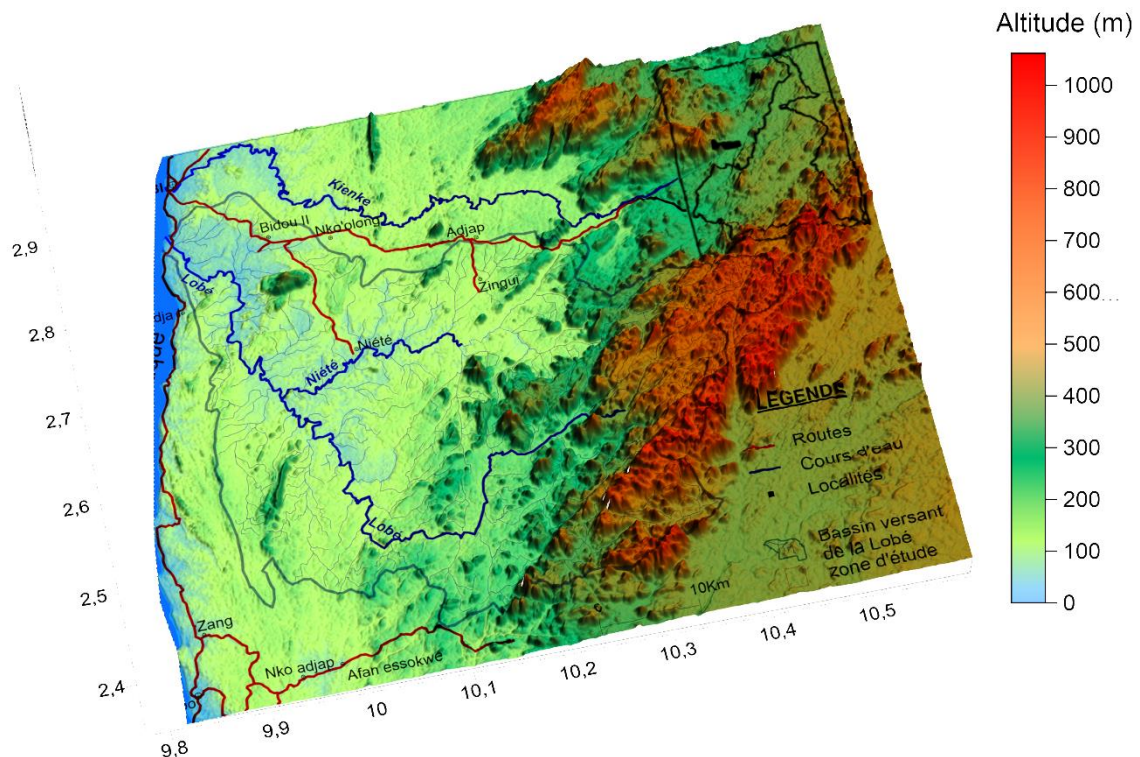 Altitude (m)
1000
900
800
700
600
500
400
300
200
100
0
2,9
2,8
2,7
2,6
2,5
2,4
9,8
9,9
10
10,1
10,2
10,3
10,4
10,5
Kienke
Bidou II
Nko'olong
Adjap
Zingui
Lobé
Niété
Niété
Lobé
Zang
Nko adjap
Afan essokwé
LEGENDE
Routes
Cours d'eau
Localités
Bassin versant
de la Lobé
zone d'étude
10Km